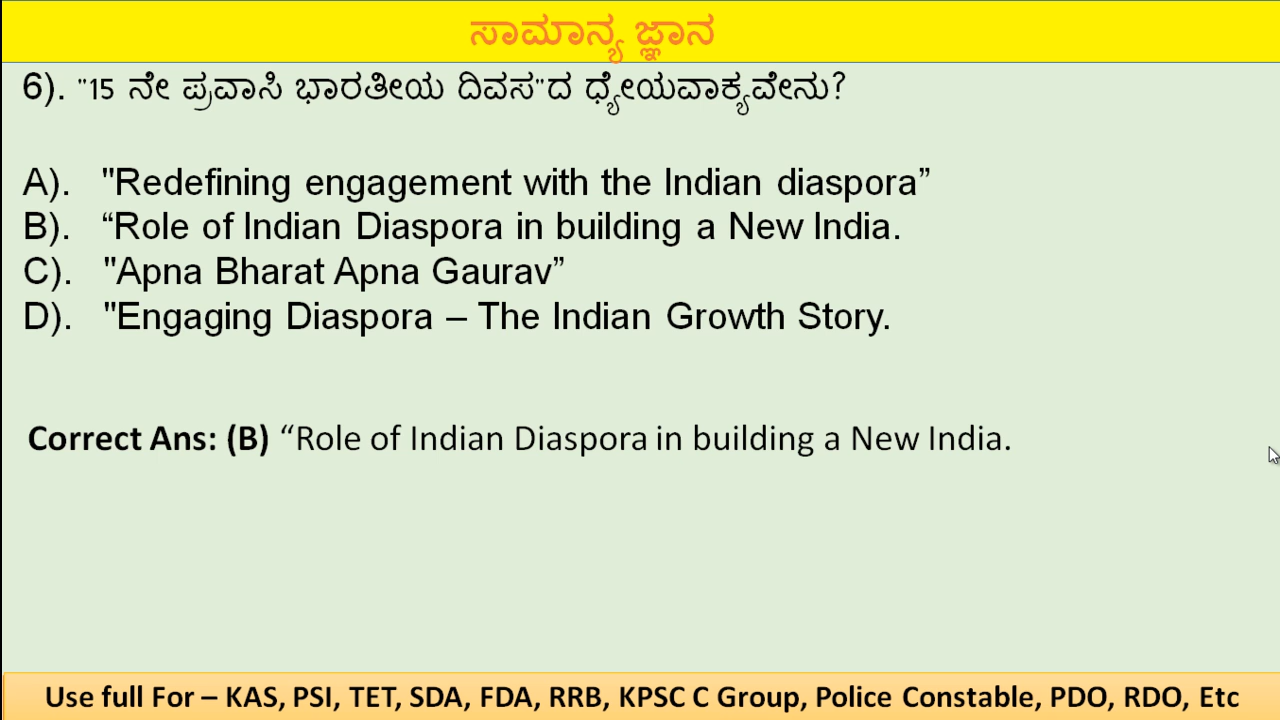 ಸಾಮಾನ್ಯ ಜ್ಞಾನ
6). "15 ನೇ ಪ್ರವಾಸಿ ಭಾರತೀಯ ದಿವಸ"ದ ಧ್ಯೇಯವಾಕ್ಯವೇನು?
A). "Redefining engagement with the Indian diaspora”
B). “Role of Indian Diaspora in building a New India.
C). "Apna Bharat Apna Gaurav”
D). "Engaging Diaspora – The Indian Growth Story.
Correct Ans: (B) “Role of Indian Diaspora in building a New India.
Use full For – KAS, PSI, TET, SDA, FDA, RRB, KPSC C Group, Police Constable, PDO, RDO, Etc